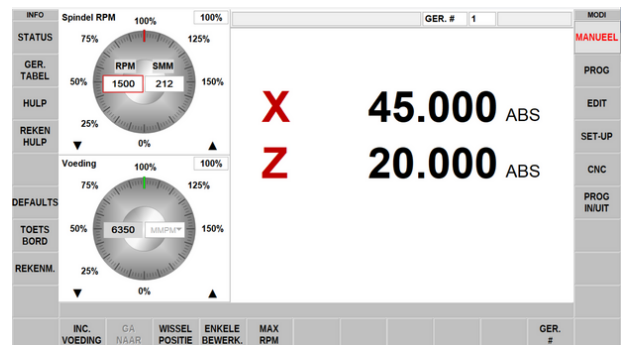 INFO
STATUS
GER.
TABEL
HULP
REKEN
HULP
DEFAULTS
TOETS
BORD
REKENM.
Spindel RPM
100%
100%
75%
125%
RPM
SMM
50%
1500
212
150%
25%
0%
Voeding
100%
100%
75%
125%
50%
6350
MMPM
150%
25%
0%
GER. #
1
X
45.000
ABS
Z
20.000
ABS
MODI
MANUEEL
PROG
EDIT
SET-UP
CNC
PROG
IN/UIT
INC.
VOEDING
GA
NAAR
WISSEL
POSITIE
ENKELE
BEWERK.
MAX
RPM
GER.
#